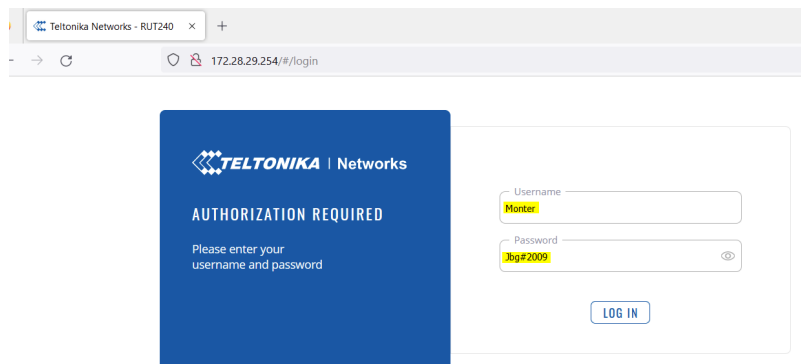 Teltonika Networks - RUT240
172.28.29.254/#/login
TELTONIKA | Networks
AUTHORIZATION REQUIRED
Please enter your
username and password
Username
Monter
Password
Jbg#2009
LOG IN